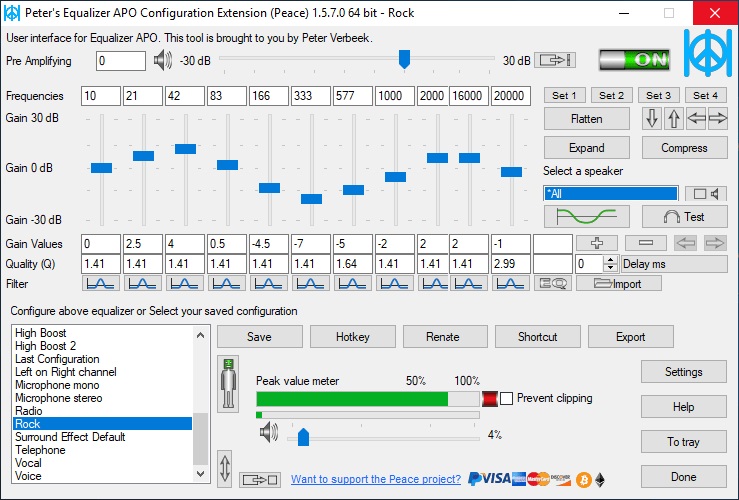 Peter's Equalizer APO Configuration Extension (Peace) 1.5.7.0 64 bit - Rock
User interface for Equalizer APO. This tool is brought to you by Peter Verbeek.
Pre Amplifying 0 -30 dB 30 dB ON
Frequencies 10 21 42 83 166 333 577 1000 2000 16000 20000 Set 1 Set 2 Set 3 Set 4
Gain 30 dB Flatten
Expand Compress
Gain 0 dB Select a speaker
*All
Gain -30 dB Test
Gain Values 0 2.5 4 0.5 -4.5 -7 -5 -2 2 2 -1
Quality (Q) 1.41 1.41 1.41 1.41 1.41 1.41 1.64 1.41 1.41 1.41 2.99 0 Delay ms
Filter EQ Import
Configure above equalizer or Select your saved configuration
High Boost
High Boost 2
Last Configuration
Left on Right channel
Microphone mono
Microphone stereo
Radio
Rock
Surround Effect Default
Telephone
Vocal
Voice
Save Hotkey Renate Shortcut Export
Peak value meter 50% 100%
Prevent clipping
4%
Settings
Help
To tray
Done
Want to support the Peace project? P VISA AMERICAN EXPRESS MasterCard DISCOVER